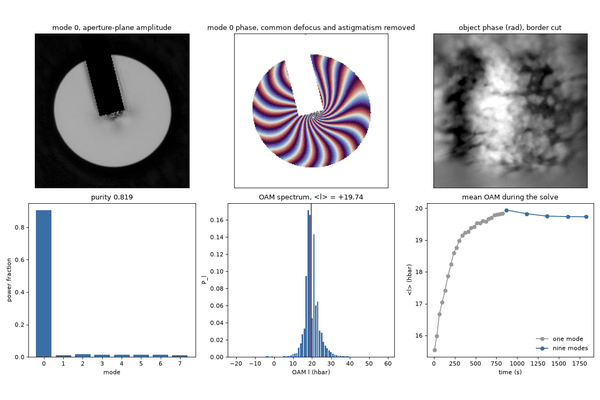 mode 0, aperture-plane amplitude
mode 0 phase, common defocus and astigmatism removed
object phase (rad), border cut
purity 0.819
power fraction
0.8
0.6
0.4
0.2
0.0
0 1 2 3 4 5 6 7
mode
OAM spectrum, <l> = +19.74
P_l
0.16
0.14
0.12
0.10
0.08
0.06
0.04
0.02
0.00
−20 −10 0 10 20 30 40 50 60
OAM l (hbar)
mean OAM during the solve
<l> (hbar)
20
19
18
17
16
one mode
nine modes
0 250 500 750 1000 1250 1500 1750
time (s)